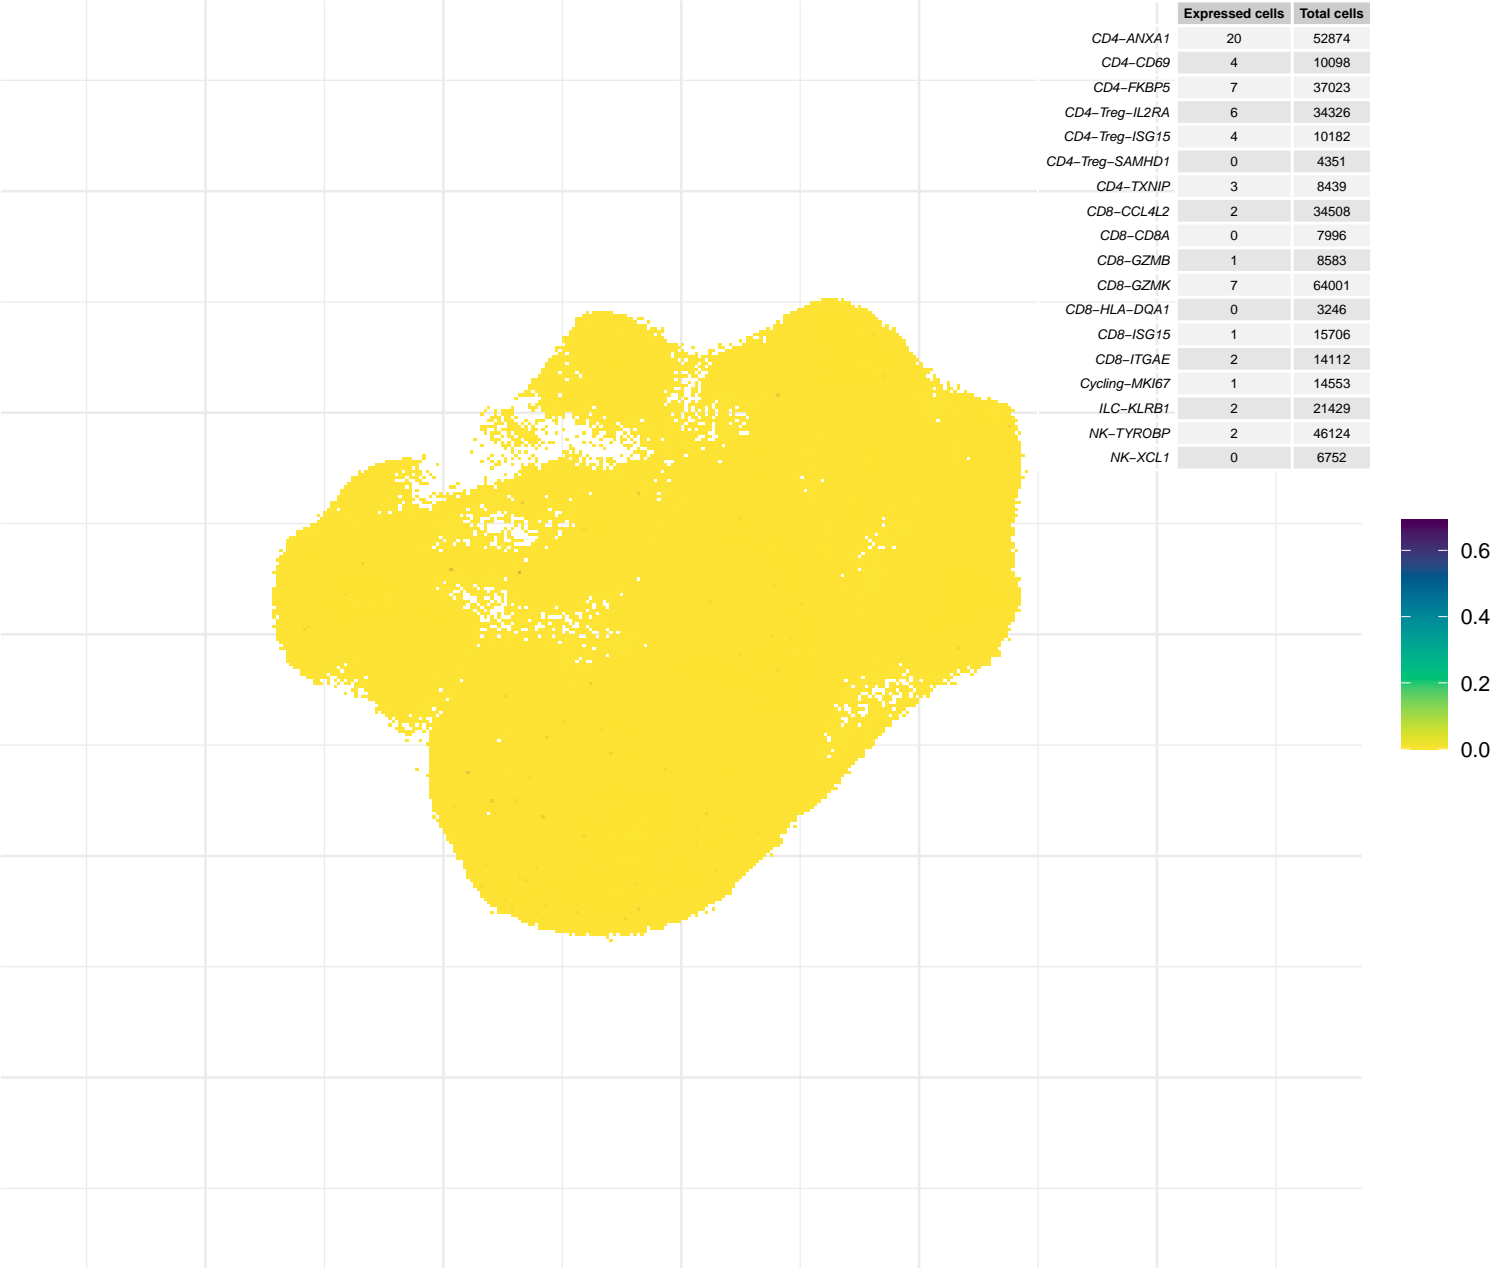 Expressed cells Total cells
CD4−ANXA1 20 52874
CD4−CD69 4 10098
CD4−FKBP5 7 37023
CD4−Treg−IL2RA 6 34326
CD4−Treg−ISG15 4 10182
CD4−Treg−SAMHD1 0 4351
CD4−TXNIP 3 8439
CD8−CCL4L2 2 34508
CD8−CD8A 0 7996
CD8−GZMB 1 8583
CD8−GZMK 7 64001
CD8−HLA−DQA1 0 3246
CD8−ISG15 1 15706
CD8−ITGAE 2 14112
Cycling−MKI67 1 14553
ILC−KLRB1 2 21429
NK−TYROBP 2 46124
NK−XCL1 0 6752
0.6
0.4
0.2
0.0